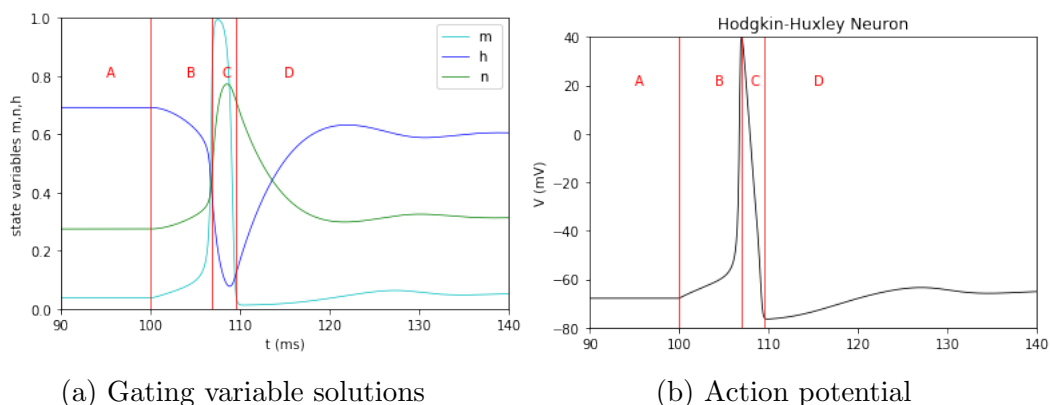 1.0
0.8
0.6
0.4
0.2
0.0
state variables m,n,h
A
B
C
D
m
h
n
90
100
110
120
130
140
t (ms)
(a) Gating variable solutions
Hodgkin-Huxley Neuron
40
20
0
−20
−40
−60
−80
V (mV)
A
B
C
D
90
100
110
120
130
140
(b) Action potential